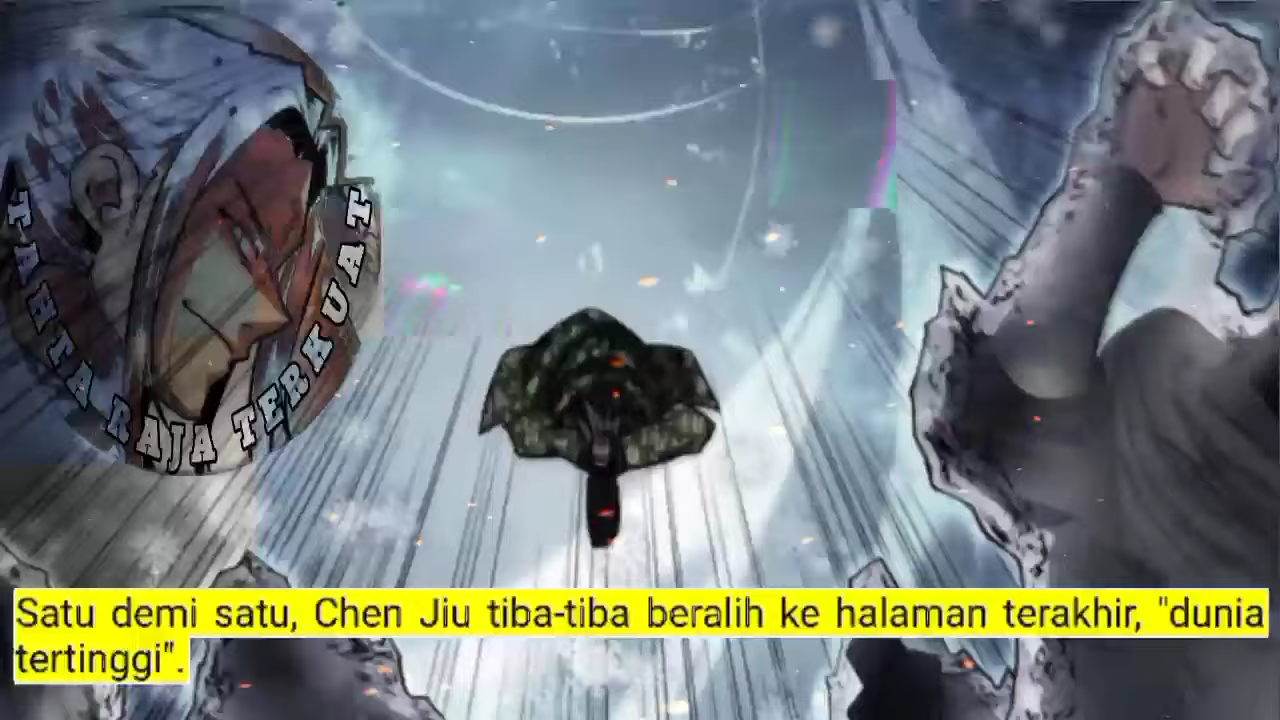 TAHTA RAJA TERKUAT
Satu demi satu, Chen Jiu tiba-tiba beralih ke halaman terakhir, "dunia
tertinggi".